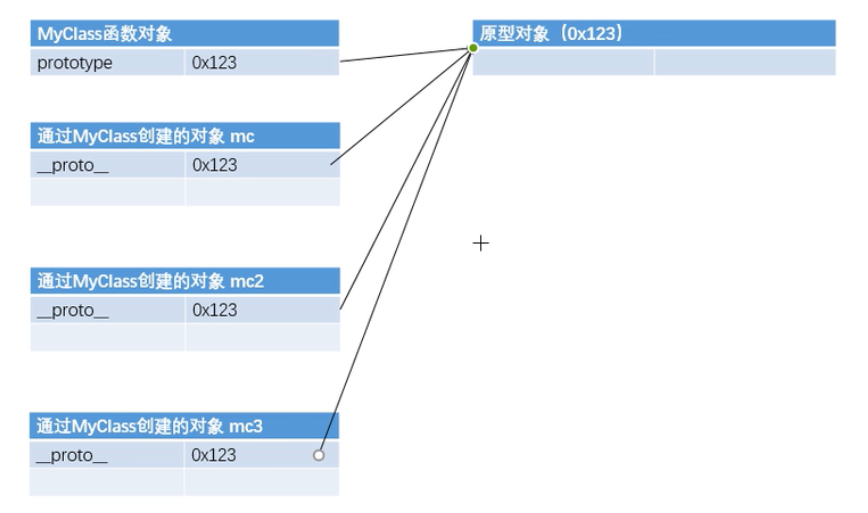 MyClass函数对象
prototype 0x123
原型对象（0x123）
通过MyClass创建的对象 mc
__proto__ 0x123
通过MyClass创建的对象 mc2
__proto__ 0x123
通过MyClass创建的对象 mc3
__proto__ 0x123